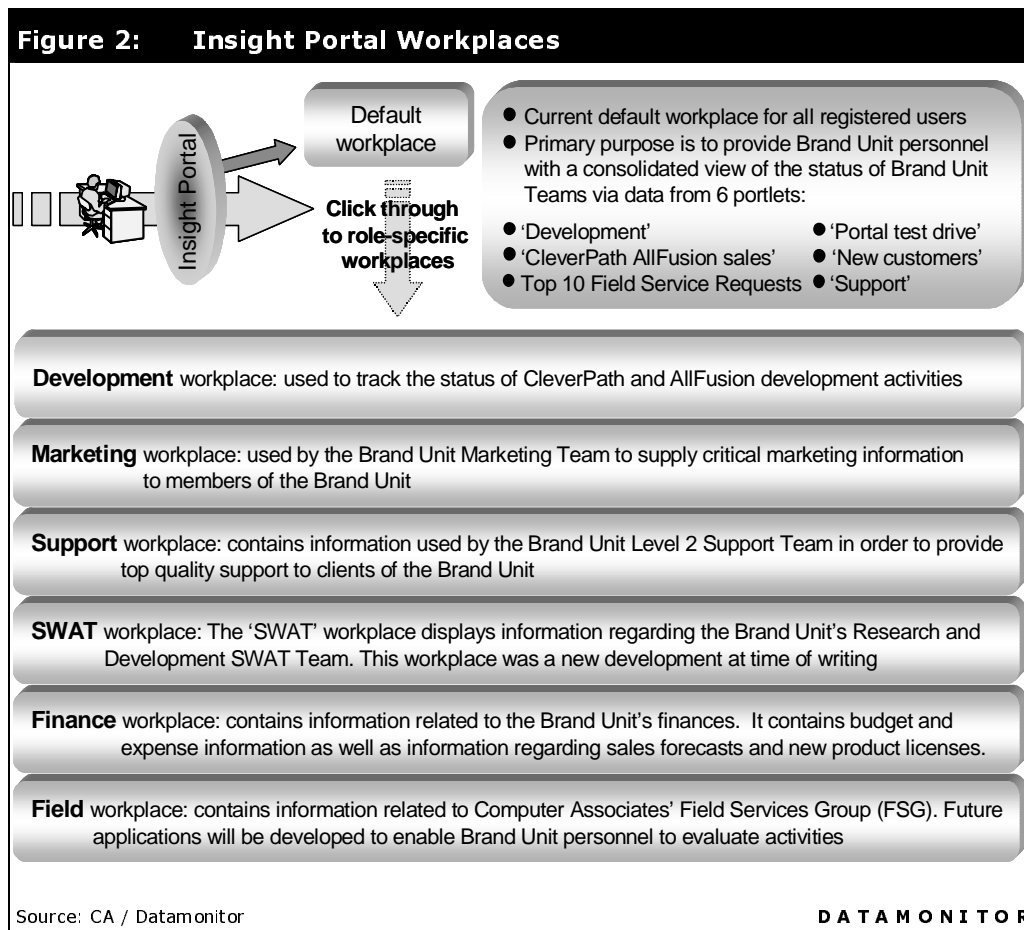 Figure 2: Insight Portal Workplaces
Insight Portal
Default
workplace
Click through
to role-specific
workplaces
● Current default workplace for all registered users
● Primary purpose is to provide Brand Unit personnel
with a consolidated view of the status of Brand Unit
Teams via data from 6 portlets:
● ‘Development’ ● ‘Portal test drive’
● ‘CleverPath AllFusion sales’ ● ‘New customers’
● Top 10 Field Service Requests ● ‘Support’
Development workplace: used to track the status of CleverPath and AllFusion development activities
Marketing workplace: used by the Brand Unit Marketing Team to supply critical marketing information
to members of the Brand Unit
Support workplace: contains information used by the Brand Unit Level 2 Support Team in order to provide
top quality support to clients of the Brand Unit
SWAT workplace: The ‘SWAT’ workplace displays information regarding the Brand Unit’s Research and
Development SWAT Team. This workplace was a new development at time of writing
Finance workplace: contains information related to the Brand Unit’s finances. It contains budget and
expense information as well as information regarding sales forecasts and new product licenses.
Field workplace: contains information related to Computer Associates’ Field Services Group (FSG). Future
applications will be developed to enable Brand Unit personnel to evaluate activities
Source: CA / Datamonitor DATAMONITOR